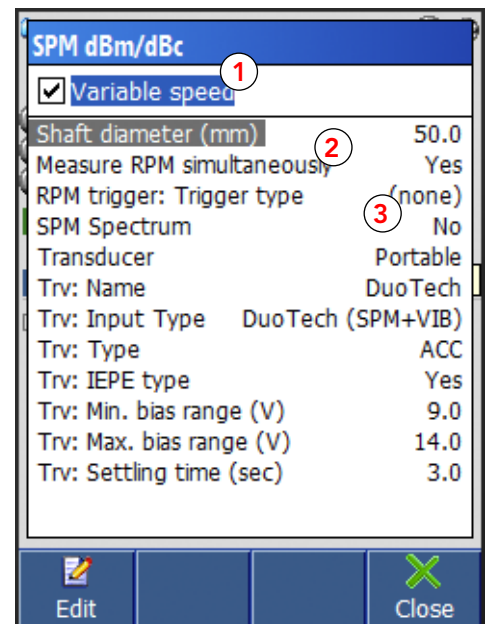 SPM dBm/dBc
1
Variable speed
Shaft diameter (mm) 50.0
2
Measure RPM simultaneously Yes
RPM trigger: Trigger type (none)
3
SPM Spectrum No
Transducer Portable
Trv: Name DuoTech
Trv: Input Type DuoTech (SPM+VIB)
Trv: Type ACC
Trv: IEPE type Yes
Trv: Min. bias range (V) 9.0
Trv: Max. bias range (V) 14.0
Trv: Settling time (sec) 3.0
Edit Close